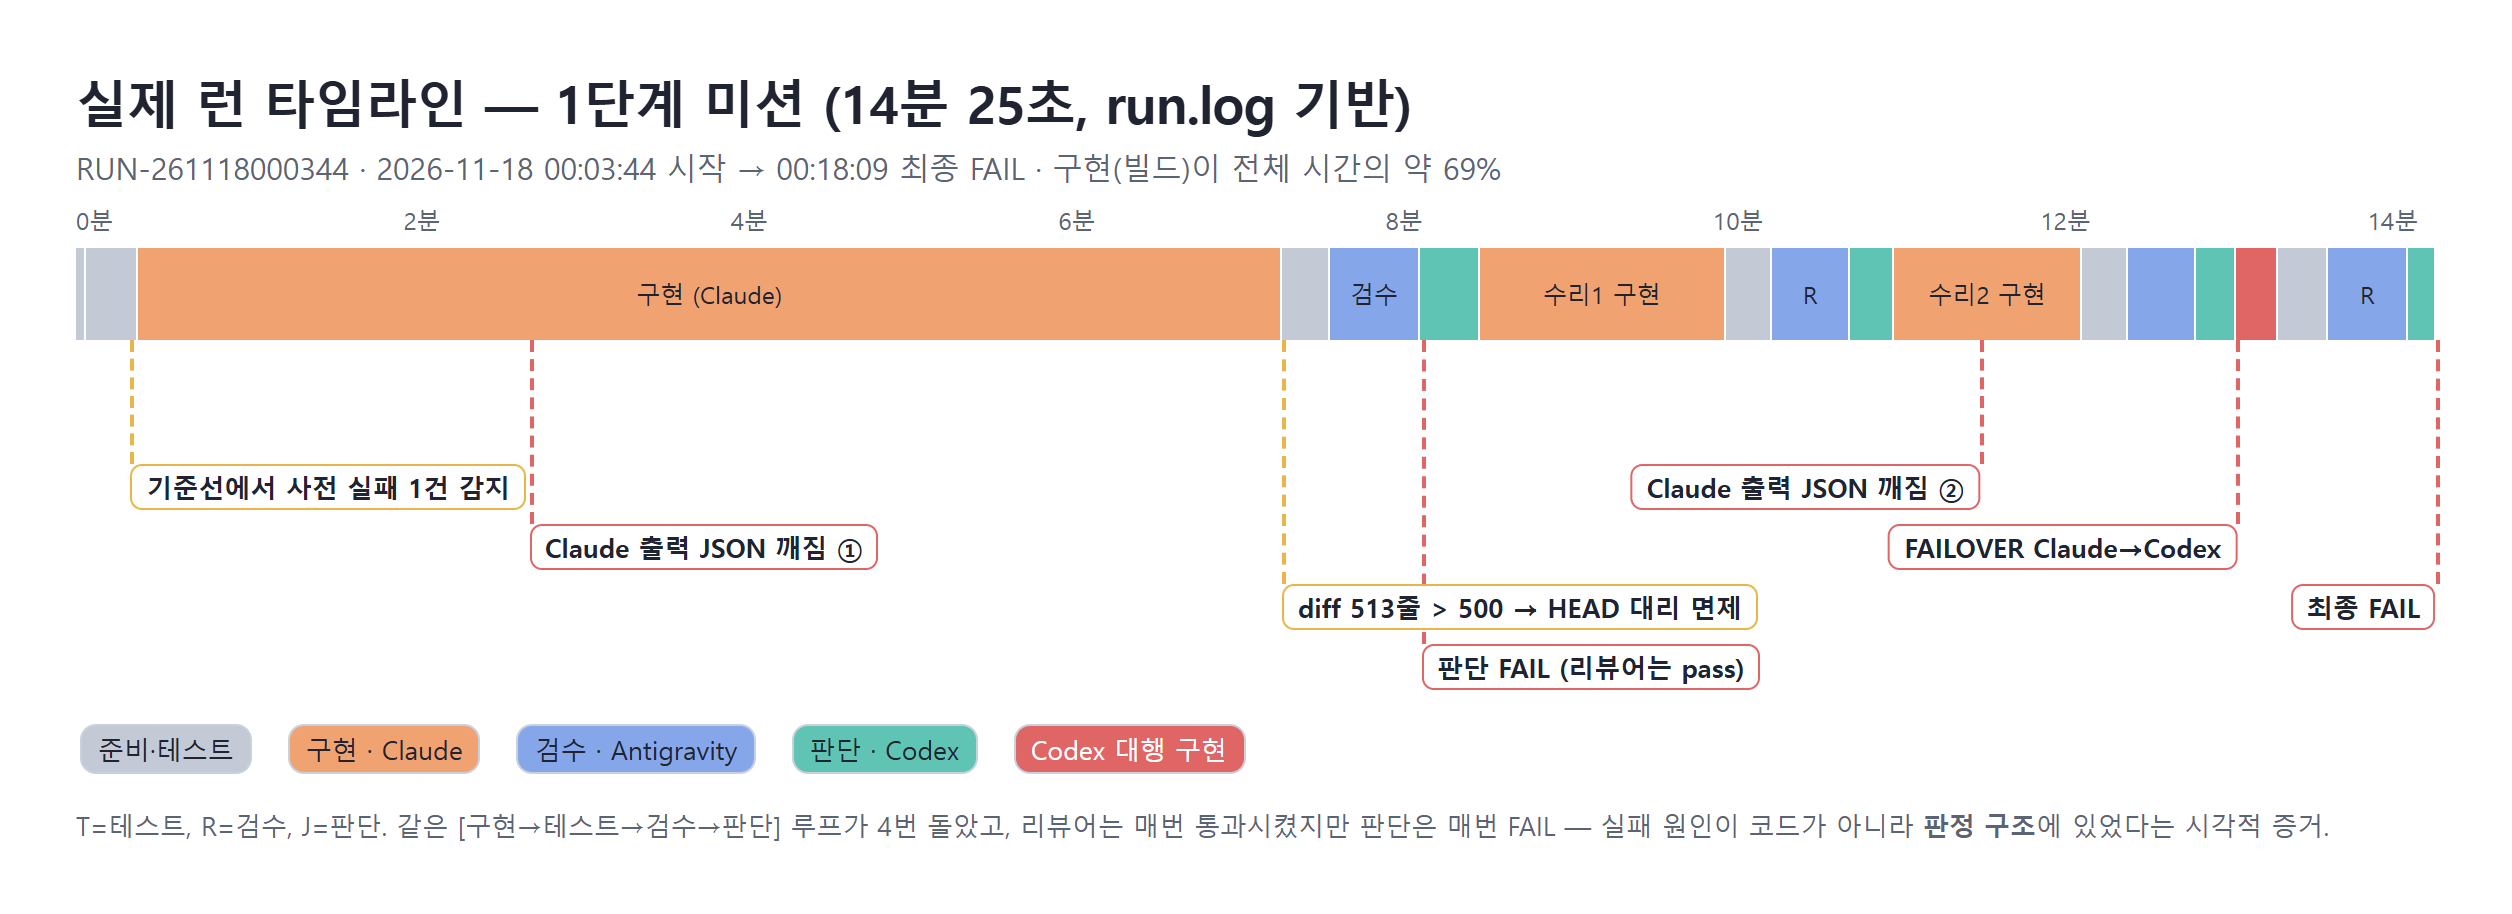 실제 런 타임라인 — 1단계 미션 (14분 25초, run.log 기반)
RUN-261118000344 · 2026-11-18 00:03:44 시작 → 00:18:09 최종 FAIL · 구현(빌드)이 전체 시간의 약 69%
0분 2분 4분 6분 8분 10분 12분 14분
구현 (Claude) 검수 수리1 구현 R 수리2 구현 R
기준선에서 사전 실패 1건 감지 Claude 출력 JSON 깨짐 ②
Claude 출력 JSON 깨짐 ① FAILOVER Claude→Codex
diff 513줄 > 500 → HEAD 대리 면제 최종 FAIL
판단 FAIL (리뷰어는 pass)
준비·테스트 구현 · Claude 검수 · Antigravity 판단 · Codex Codex 대행 구현
T=테스트, R=검수, J=판단. 같은 [구현→테스트→검수→판단] 루프가 4번 돌았고, 리뷰어는 매번 통과시켰지만 판단은 매번 FAIL — 실패 원인이 코드가 아니라 판정 구조에 있었다는 시각적 증거.